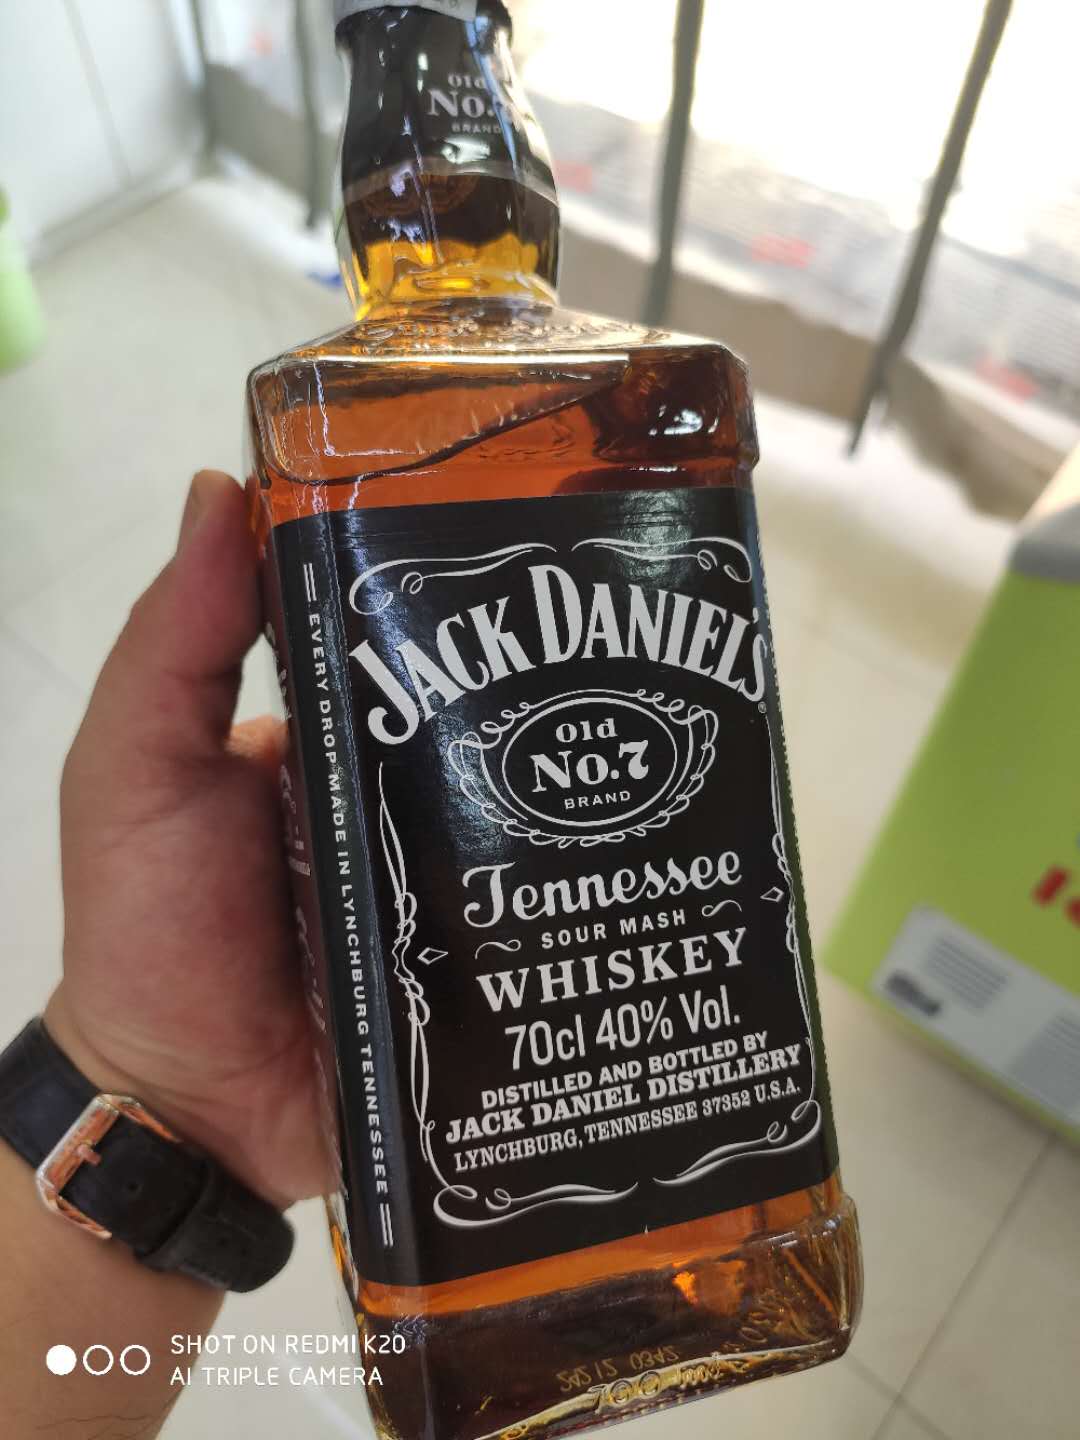 Old
No.7
BRAND
JACK DANIEL'S
Old
No.7
BRAND
Tennessee
SOUR MASH
WHISKEY
70cl 40% Vol.
DISTILLED AND BOTTLED BY
JACK DANIEL DISTILLERY
LYNCHBURG, TENNESSEE 37352 U.S.A.
EVERY DROP MADE IN LYNCHBURG TENNESSEE
SHOT ON REDMI K20
AI TRIPLE CAMERA